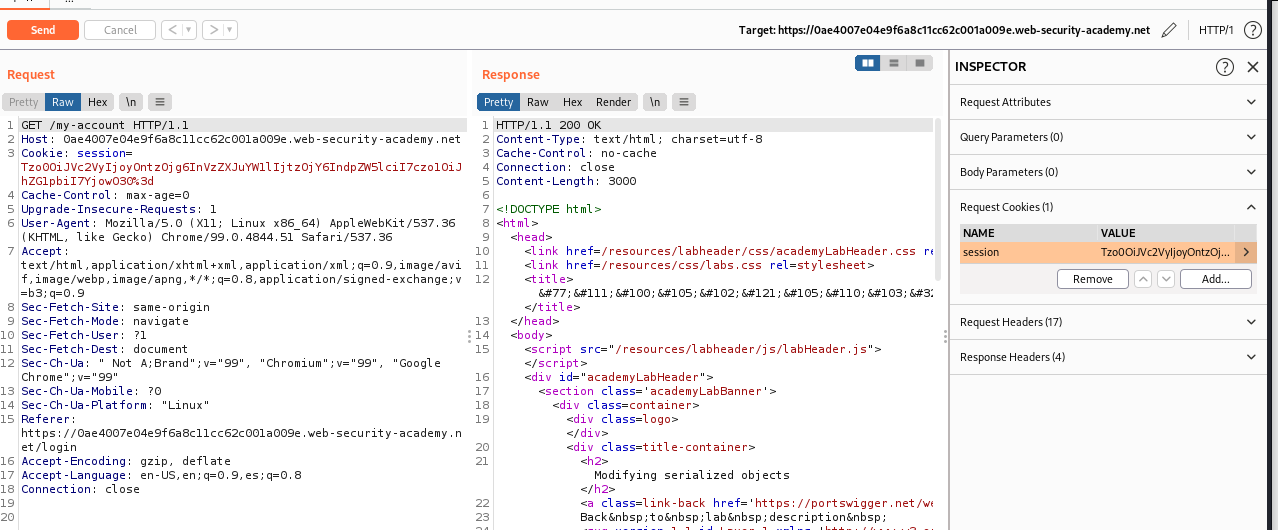 ...
Send
Cancel
< ▾
> ▾
Target: https://0ae4007e04e9f6a8c11cc62c001a009e.web-security-academy.net
HTTP/1
?
Request
Pretty Raw Hex \n ≡
1 GET /my-account HTTP/1.1
2 Host: 0ae4007e04e9f6a8c11cc62c001a009e.web-security-academy.net
3 Cookie: session=
Tzo0OiJVc2VyIjoyOntzOjg6InVzZXJuYW1lIjtzOjY6IndpZW5lciI7czo1OiJ
hZG1pbiI7YjowO30%3d
4 Cache-Control: max-age=0
5 Upgrade-Insecure-Requests: 1
6 User-Agent: Mozilla/5.0 (X11; Linux x86_64) AppleWebKit/537.36
(KHTML, like Gecko) Chrome/99.0.4844.51 Safari/537.36
7 Accept:
text/html,application/xhtml+xml,application/xml;q=0.9,image/avi
f,image/webp,image/apng,*/*;q=0.8,application/signed-exchange;v
=b3;q=0.9
8 Sec-Fetch-Site: same-origin
9 Sec-Fetch-Mode: navigate
10 Sec-Fetch-User: ?1
11 Sec-Fetch-Dest: document
12 Sec-Ch-Ua: " Not A;Brand";v="99", "Chromium";v="99", "Google
Chrome";v="99"
13 Sec-Ch-Ua-Mobile: ?0
14 Sec-Ch-Ua-Platform: "Linux"
15 Referer:
https://0ae4007e04e9f6a8c11cc62c001a009e.web-security-academy.n
et/login
16 Accept-Encoding: gzip, deflate
17 Accept-Language: en-US,en;q=0.9,es;q=0.8
18 Connection: close
19
20
Response
Pretty Raw Hex Render \n ≡
1 HTTP/1.1 200 OK
2 Content-Type: text/html; charset=utf-8
3 Cache-Control: no-cache
4 Connection: close
5 Content-Length: 3000
6
7 <!DOCTYPE html>
8 <html>
9 <head>
10 <link href=/resources/labheader/css/academyLabHeader.css re
11 <link href=/resources/css/labs.css rel=stylesheet>
12 <title>
&#77;&#111;&#100;&#105;&#102;&#121;&#105;&#110;&#103;&#32
</title>
13 </head>
14 <body>
15 <script src="/resources/labheader/js/labHeader.js">
</script>
16 <div id="academyLabHeader">
17 <section class='academyLabBanner'>
18 <div class=container>
19 <div class=logo>
</div>
20 <div class=title-container>
21 <h2>
Modifying serialized objects
</h2>
22 <a class=link-back href='https://portswigger.net/we
23 Back&nbsp;to&nbsp;lab&nbsp;description&nbsp;
INSPECTOR
?
Request Attributes
Query Parameters (0)
Body Parameters (0)
Request Cookies (1)
NAME VALUE
session Tzo0OiJVc2VyIjoyOntzOj... >
Remove Add...
Request Headers (17)
Response Headers (4)